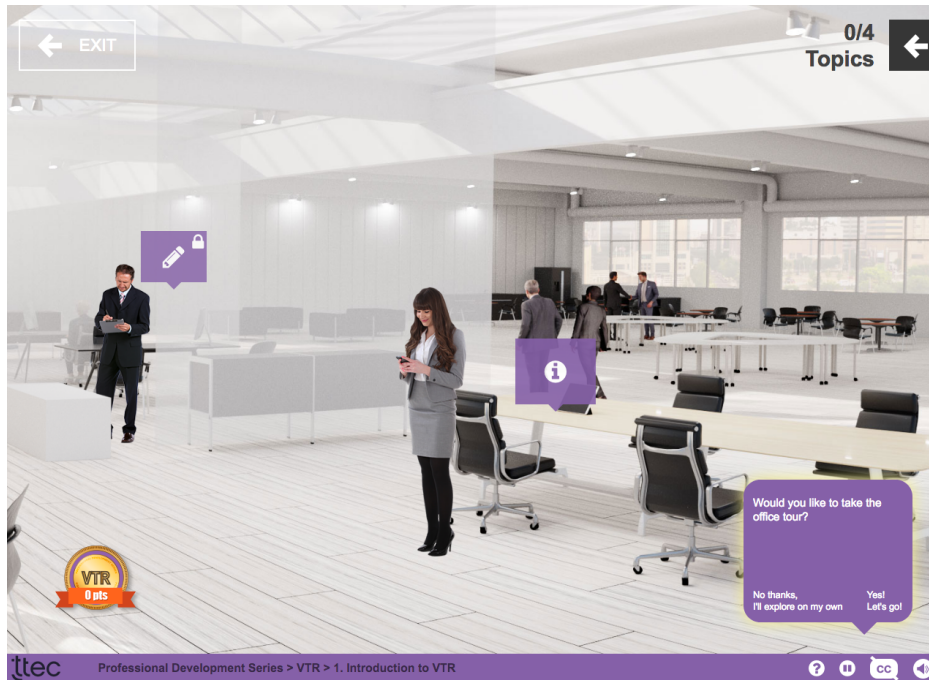 EXIT
0/4
Topics
Would you like to take the
office tour?
No thanks,
I'll explore on my own
Yes!
Let's go!
VTR
0 pts
ttec
Professional Development Series > VTR > 1. Introduction to VTR
?
CC